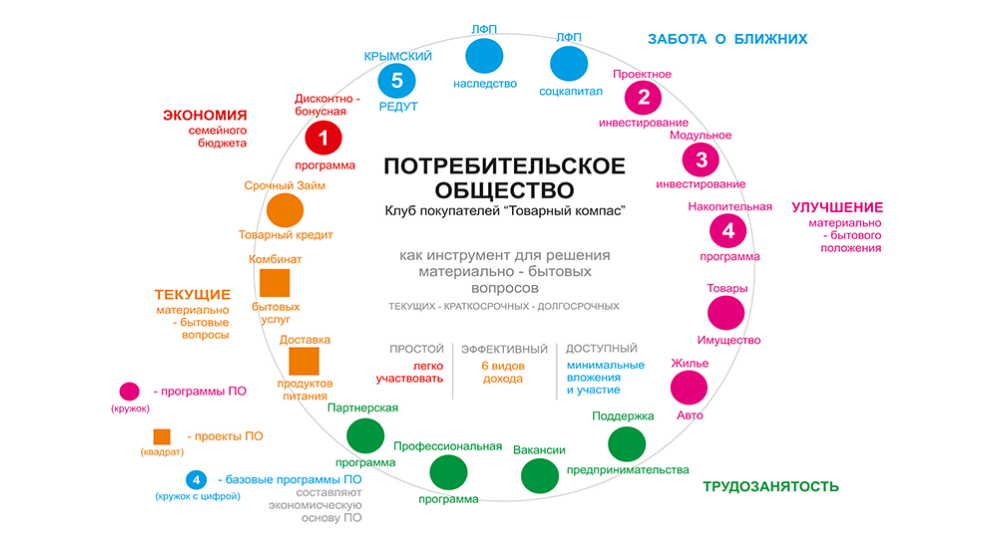 ЗАБОТА О БЛИЖНИХ
ЛФП
наследство
ЛФП
соцкапитал
КРЫМСКИЙ
5
РЕДУТ
Проектное
2
инвестирование
Модульное
3
инвестирование
Накопительная
4
программа
УЛУЧШЕНИЕ
материально
- бытового
положения
Товары
Имущество
Жилье
Авто
ЭКОНОМИЯ
семейного
бюджета
Дисконтно -
бонусная
1
программа
Срочный Займ
Товарный кредит
Комбинат
бытовых
услуг
ТЕКУЩИЕ
материально
- бытовые
вопросы
Доставка
продуктов
питания
ПОТРЕБИТЕЛЬСКОЕ
ОБЩЕСТВО
Клуб покупателей “Товарный компас”
как инструмент для решения
материально - бытовых
вопросов
ТЕКУЩИХ - КРАТКОСРОЧНЫХ - ДОЛГОСРОЧНЫХ
ПРОСТОЙ
легко
участвовать
ЭФФЕКТИВНЫЙ
6 видов
дохода
ДОСТУПНЫЙ
минимальные
вложения
и участие
Партнерская
программа
Профессиональная
программа
Вакансии
Поддержка
предпринимательства
ТРУДОЗАНЯТОСТЬ
- программы ПО
(кружок)
- проекты ПО
(квадрат)
4
- базовые программы ПО
(кружок с цифрой)
составляют
экономисческую
основу ПО